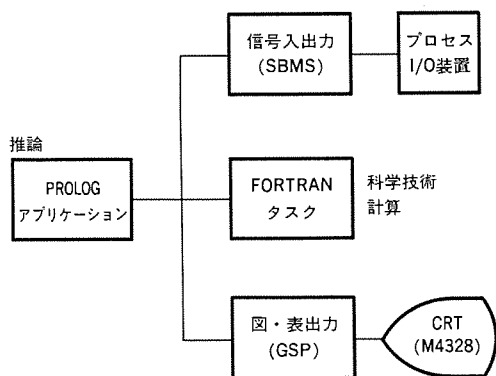 信号入出力
(SBMS)
プロセス
I/O装置
推論
PROLOG
アプリケーション
FORTRAN
タスク
科学技術
計算
図・表出力
(GSP)
CRT
(M4328)